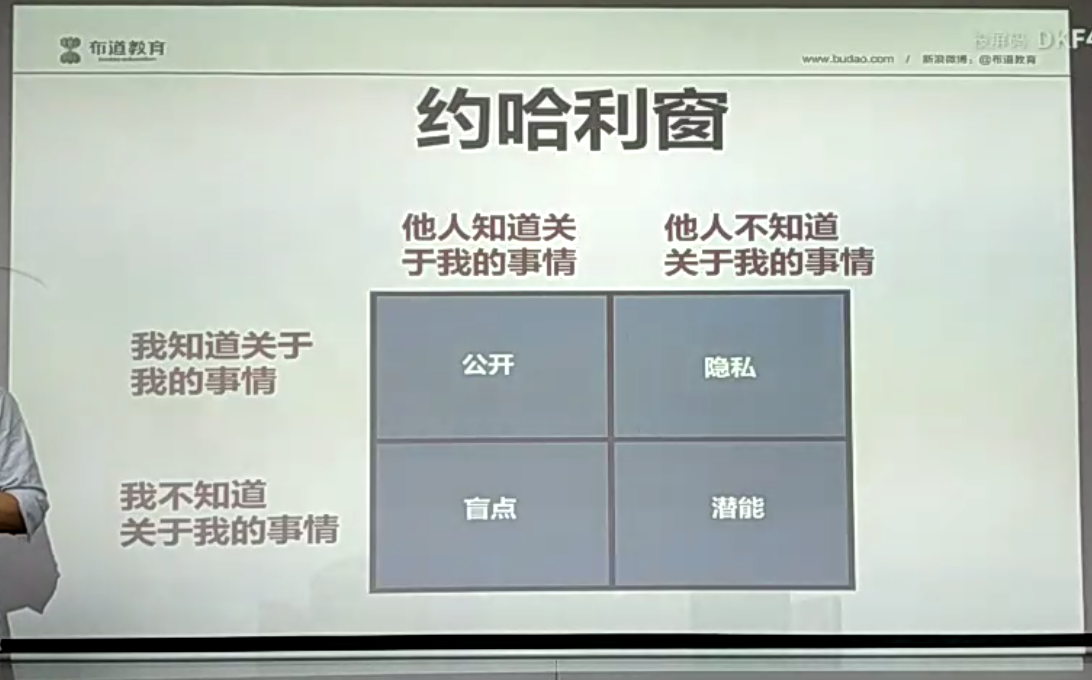 布道教育
投屏码 DKF4
www.budao.com / 新浪微博：@布道教育
约哈利窗
他人知道关
于我的事情
他人不知道
关于我的事情
我知道关于
我的事情
公开
隐私
我不知道
关于我的事情
盲点
潜能